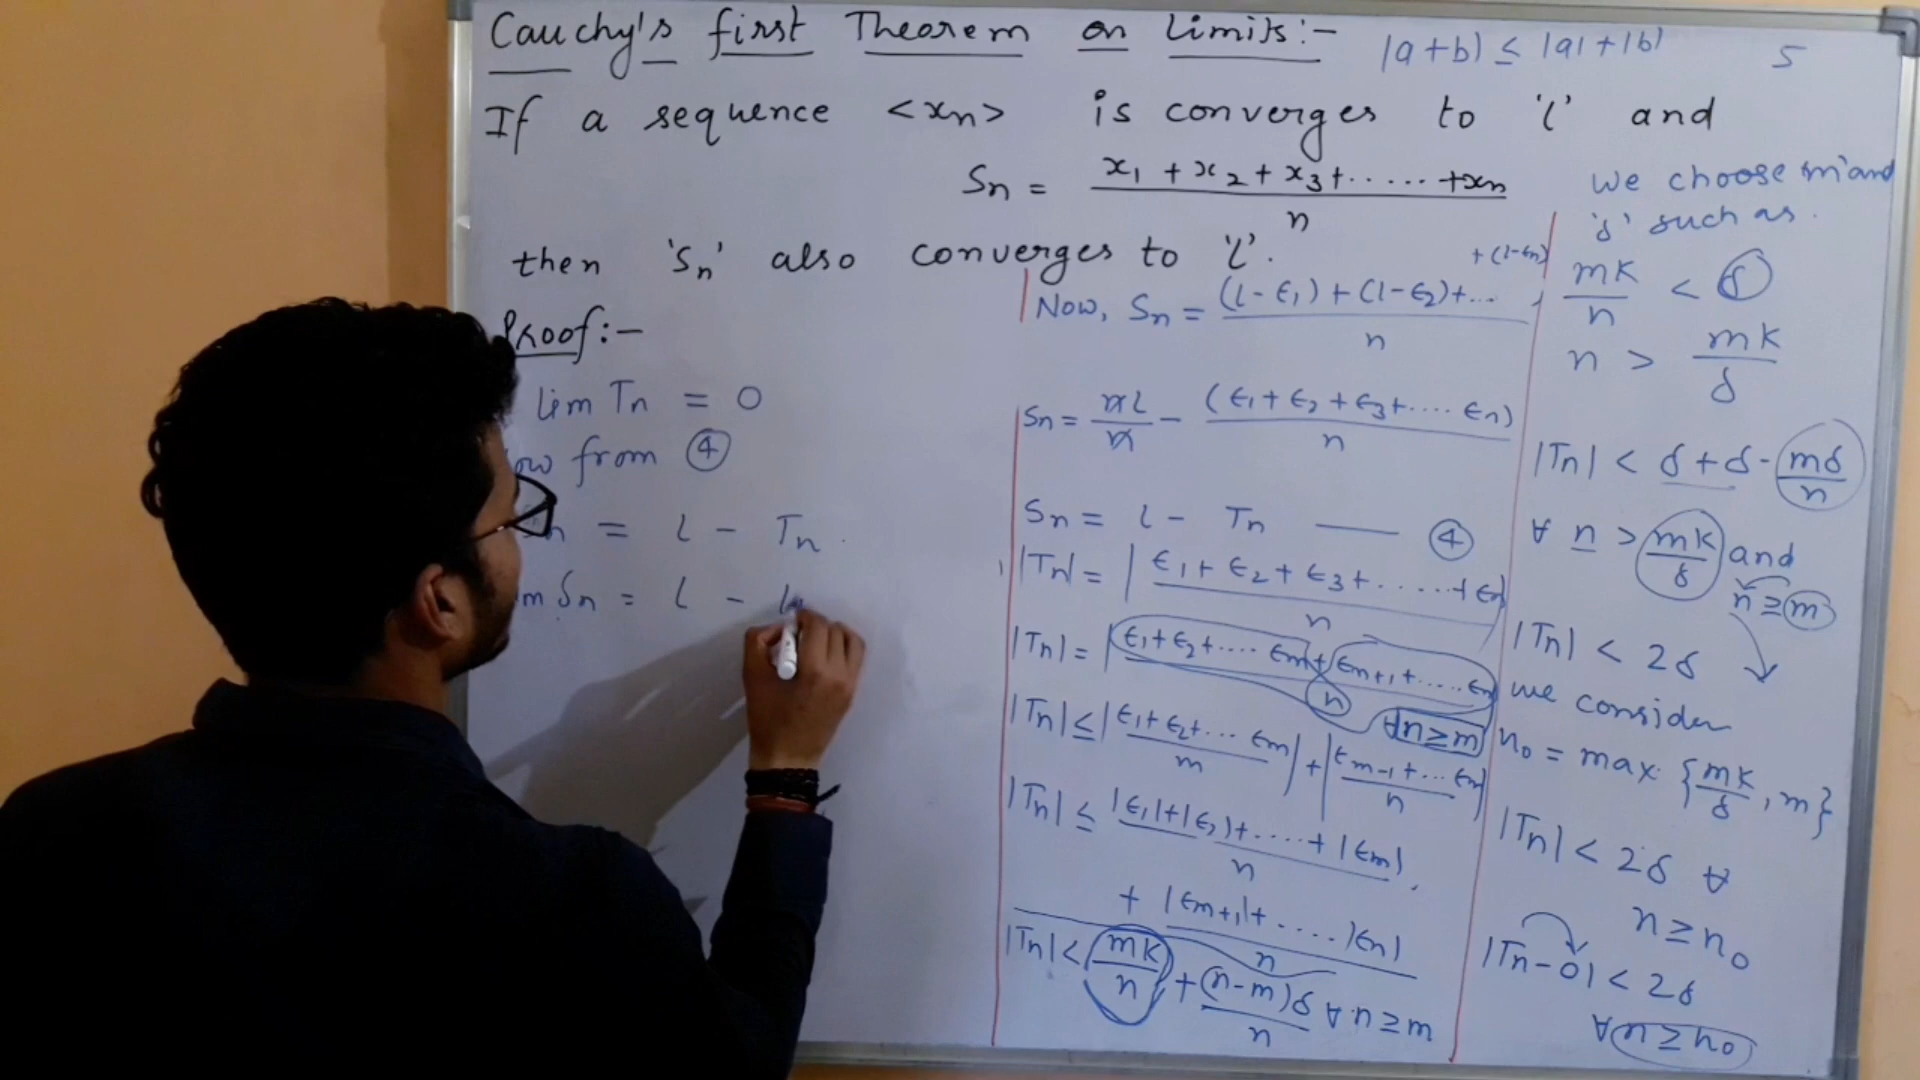 Cauchy's first Theorem on limits:-
|a+b| ≤ |a|+|b|
5
If a sequence <xn> is converges to 'l' and
Sn = x1 + x2 + x3 + ...... + xn / n
then 'Sn' also converges to 'l'.
Proof:-
lim Tn = 0
from ④
= l - Tn.
Sn = l -
Now, Sn = (l-ϵ1) + (l-ϵ2) + ... + (l-ϵn) / n
Sn = nl/n - (ϵ1 + ϵ2 + ϵ3 + .... ϵn) / n
Sn = l - Tn —— ④
|Tn| = | ϵ1 + ϵ2 + ϵ3 + ..... + ϵn / n
|Tn| = | ϵ1 + ϵ2 + .... ϵm + ϵm+1 + ..... ϵn / n
∀ n ≥ m
|Tn| ≤ | ϵ1 + ϵ2 + ... ϵm / m | + | ϵm-1 + ... ϵn / n |
|Tn| ≤ |ϵ1| + |ϵ2| + .... + |ϵm| / n
+ |ϵm+1| + .... |ϵn| / n
|Tn| < mk/n + (n-m)δ / n ∀ n ≥ m
we choose 'm' and
'δ' such as.
mk/n < δ
n > mk/δ
|Tn| < δ + δ - mδ/n
∀ n > mk/δ and
n ≥ m
|Tn| < 2δ
we consider
n0 = max. {mk/δ, m}
|Tn| < 2δ ∀
n ≥ n0
|Tn - 0| < 2δ
∀ n ≥ n0